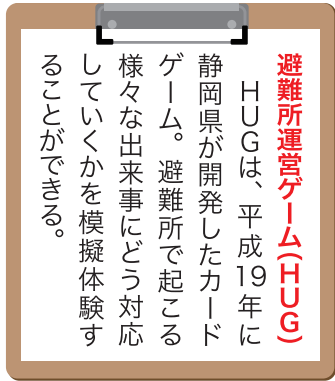 避難所運営ゲーム(HUG)
HUGは、平成19年に
静岡県が開発したカード
ゲーム。避難所で起こる
様々な出来事にどう対応
していくかを模擬体験す
ることができる。